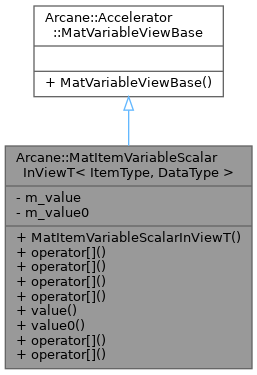 Arcane::Accelerator
::MatVariableViewBase
+ MatVariableViewBase()
Arcane::MatItemVariableScalar
InViewT< ItemType, DataType >
- m_value
- m_value0
+ MatItemVariableScalarInViewT()
+ operator[]()
+ operator[]()
+ operator[]()
+ operator[]()
+ value()
+ value0()
+ operator[]()
+ operator[]()